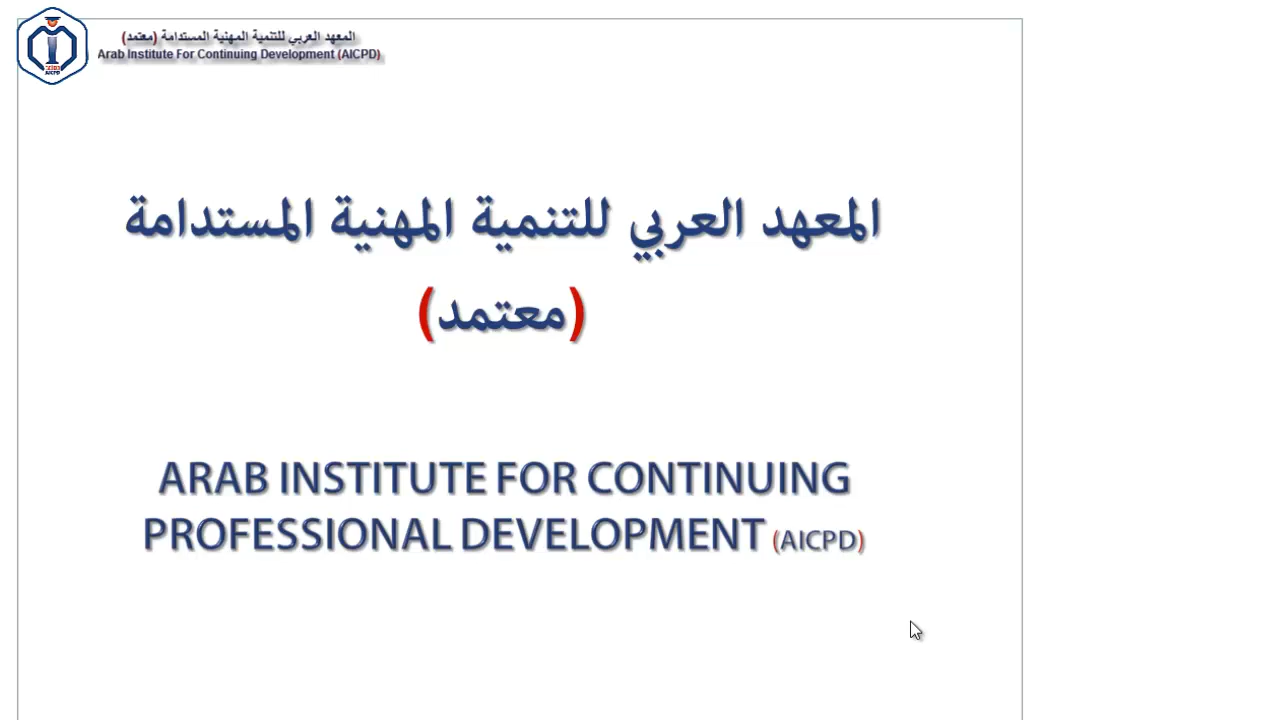 المعهد العربي للتنمية المهنية المستدامة (معتمد)
Arab Institute For Continuing Development (AICPD)
AICPD
المعهد العربي للتنمية المهنية المستدامة
(معتمد)
ARAB INSTITUTE FOR CONTINUING
PROFESSIONAL DEVELOPMENT (AICPD)